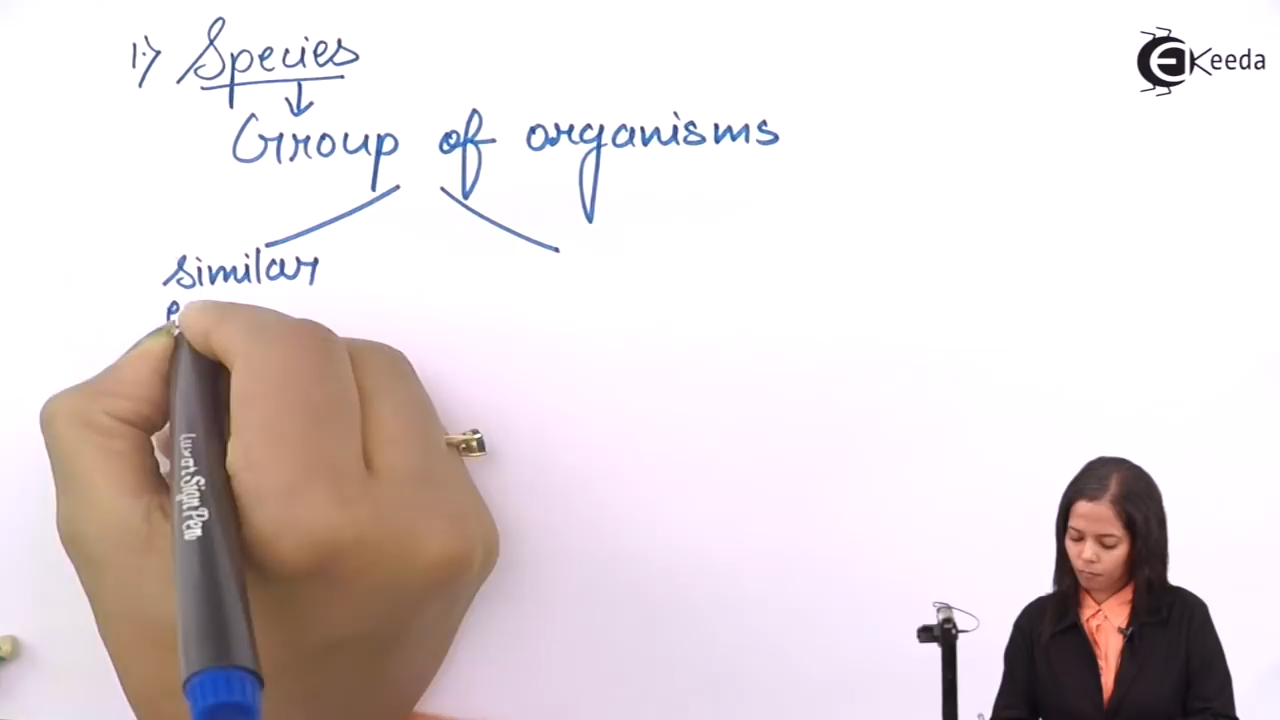 1.) Species
Group of organisms
similar
Luxor Sign Pen
EKeeda